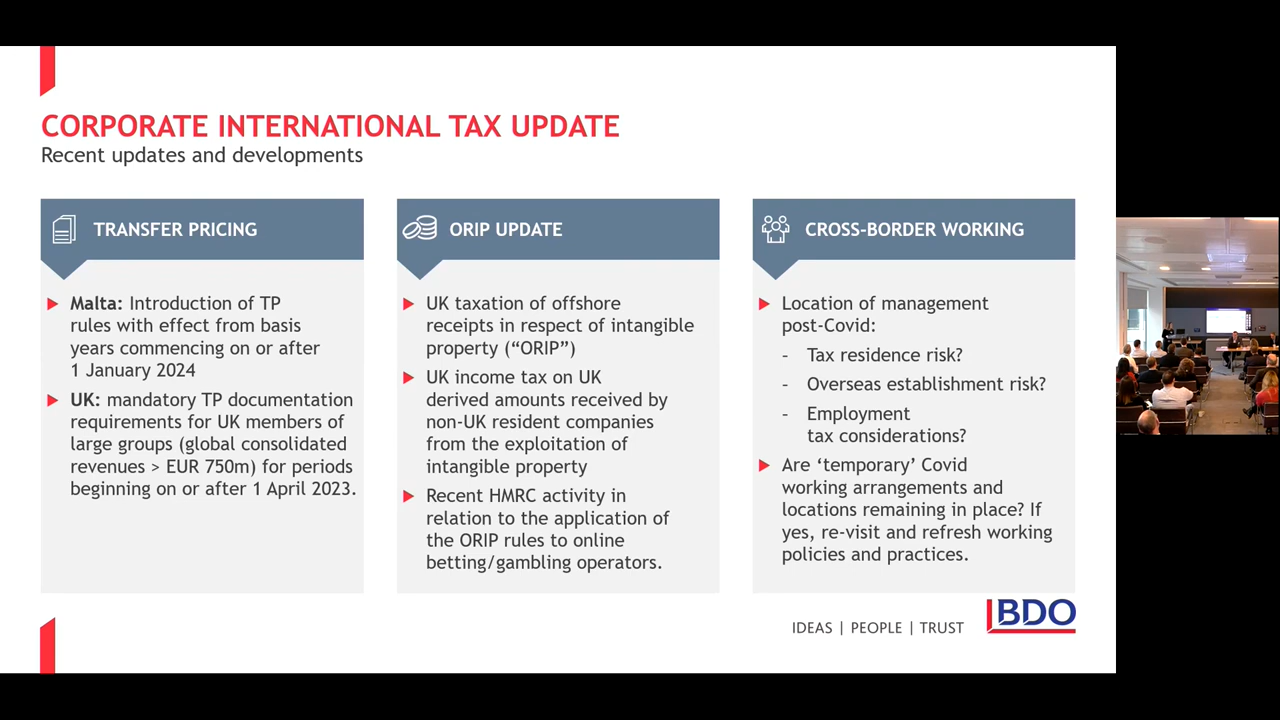 CORPORATE INTERNATIONAL TAX UPDATE
Recent updates and developments
TRANSFER PRICING
Malta: Introduction of TP
rules with effect from basis
years commencing on or after
1 January 2024
UK: mandatory TP documentation
requirements for UK members of
large groups (global consolidated
revenues > EUR 750m) for periods
beginning on or after 1 April 2023.
ORIP UPDATE
UK taxation of offshore
receipts in respect of intangible
property (“ORIP”)
UK income tax on UK
derived amounts received by
non-UK resident companies
from the exploitation of
intangible property
Recent HMRC activity in
relation to the application of
the ORIP rules to online
betting/gambling operators.
CROSS-BORDER WORKING
Location of management
post-Covid:
- Tax residence risk?
- Overseas establishment risk?
- Employment
tax considerations?
Are ‘temporary’ Covid
working arrangements and
locations remaining in place? If
yes, re-visit and refresh working
policies and practices.
IDEAS | PEOPLE | TRUST
BDO